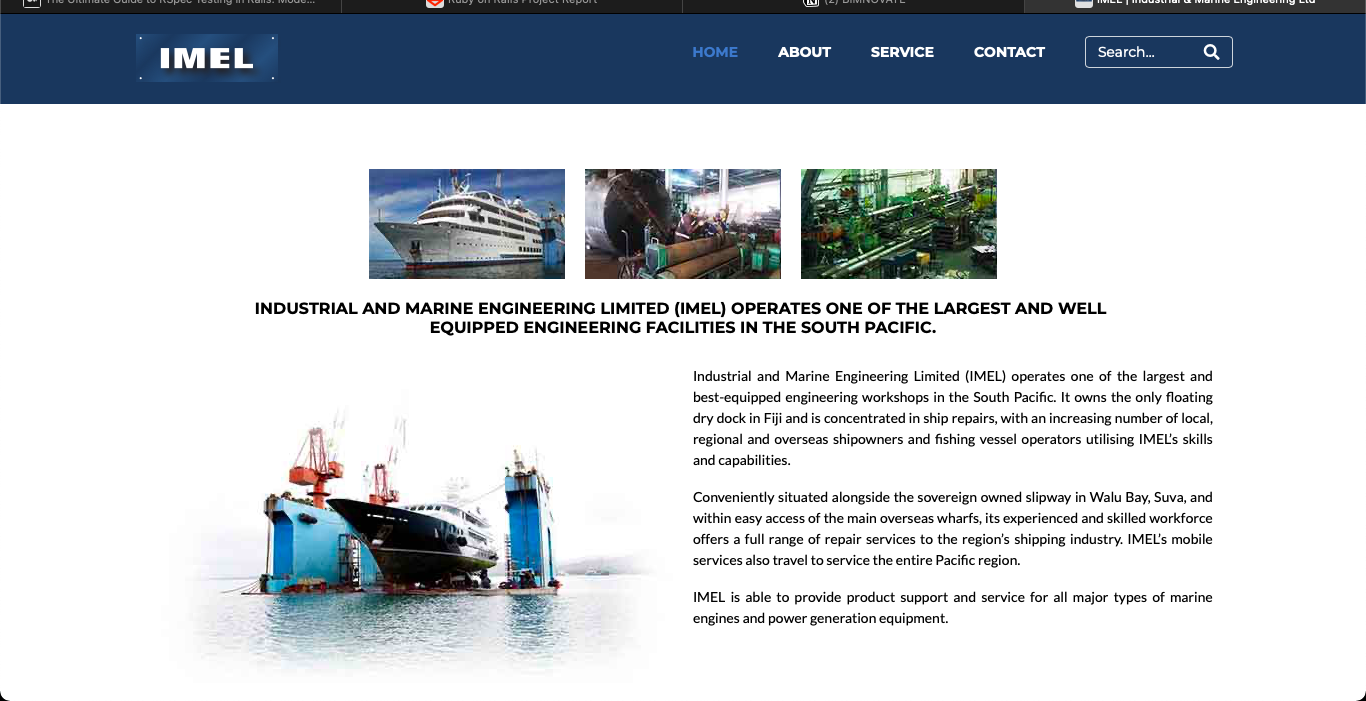 The Ultimate Guide to RSpec Testing in Rails: Mode...
Ruby on Rails Project Report
(2) DIMNOVATE
IMEL | Industrial & Marine Engineering Ltd
IMEL
HOME
ABOUT
SERVICE
CONTACT
Search...
INDUSTRIAL AND MARINE ENGINEERING LIMITED (IMEL) OPERATES ONE OF THE LARGEST AND WELL
EQUIPPED ENGINEERING FACILITIES IN THE SOUTH PACIFIC.
Industrial and Marine Engineering Limited (IMEL) operates one of the largest and
best-equipped engineering workshops in the South Pacific. It owns the only floating
dry dock in Fiji and is concentrated in ship repairs, with an increasing number of local,
regional and overseas shipowners and fishing vessel operators utilising IMEL’s skills
and capabilities.
Conveniently situated alongside the sovereign owned slipway in Walu Bay, Suva, and
within easy access of the main overseas wharfs, its experienced and skilled workforce
offers a full range of repair services to the region’s shipping industry. IMEL’s mobile
services also travel to service the entire Pacific region.
IMEL is able to provide product support and service for all major types of marine
engines and power generation equipment.